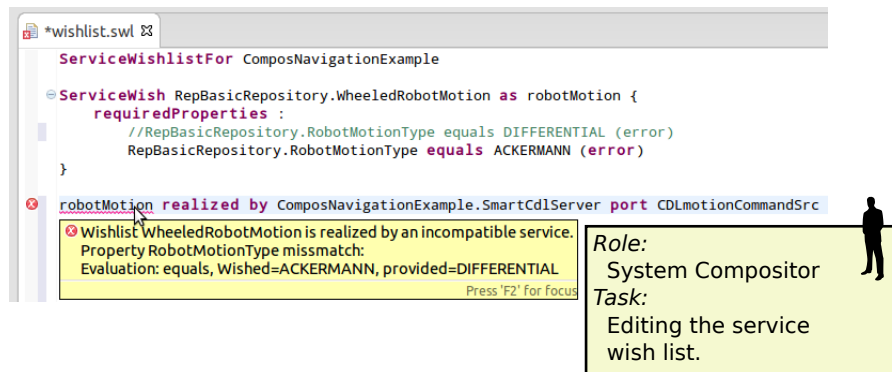 *wishlist.swl
ServiceWishlistFor ComposNavigationExample
ServiceWish RepBasicRepository.WheeledRobotMotion as robotMotion {
requiredProperties :
//RepBasicRepository.RobotMotionType equals DIFFERENTIAL (error)
RepBasicRepository.RobotMotionType equals ACKERMANN (error)
}
robotMotion realized by ComposNavigationExample.SmartCdlServer port CDLmotionCommandSrc
Wishlist WheeledRobotMotion is realized by an incompatible service.
Property RobotMotionType missmatch:
Evaluation: equals, Wished=ACKERMANN, provided=DIFFERENTIAL
Press 'F2' for focus
Role:
System Compositor
Task:
Editing the service
wish list.